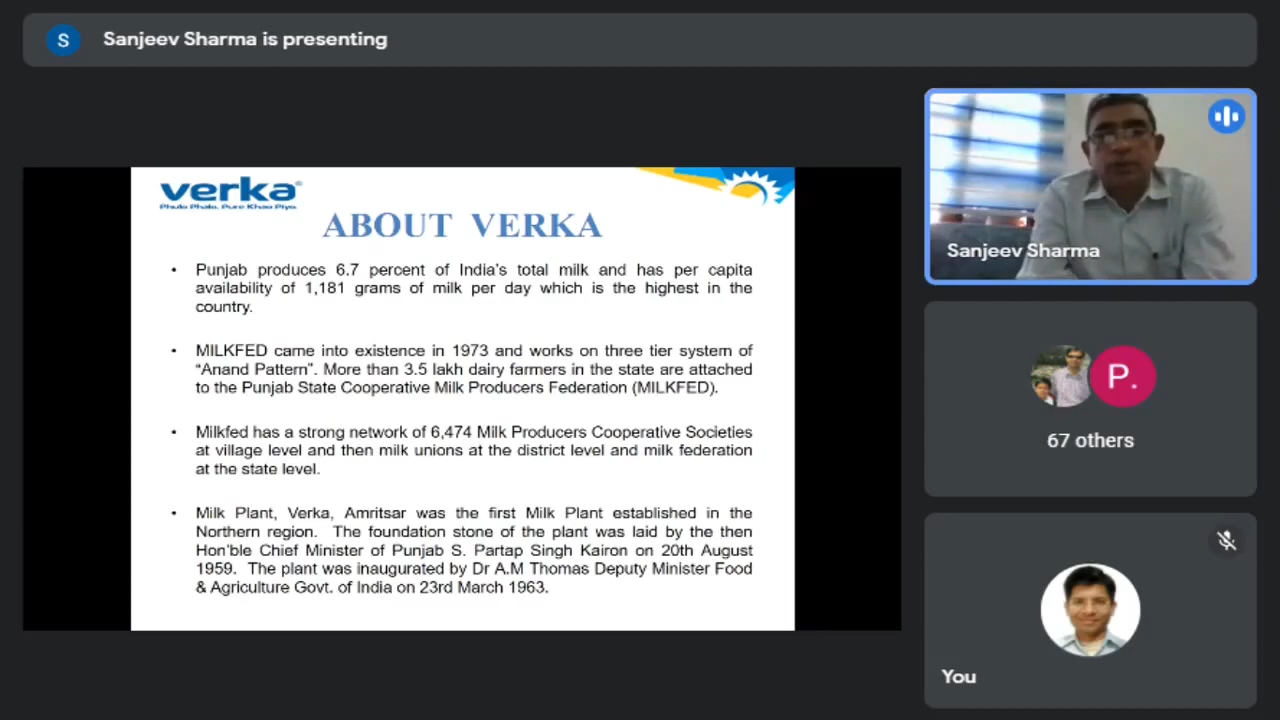 S
Sanjeev Sharma is presenting
verka®
Phulo Phalo. Pure Khao Piyo.
ABOUT VERKA
• Punjab produces 6.7 percent of India's total milk and has per capita
availability of 1,181 grams of milk per day which is the highest in the
country.
• MILKFED came into existence in 1973 and works on three tier system of
“Anand Pattern”. More than 3.5 lakh dairy farmers in the state are attached
to the Punjab State Cooperative Milk Producers Federation (MILKFED).
• Milkfed has a strong network of 6,474 Milk Producers Cooperative Societies
at village level and then milk unions at the district level and milk federation
at the state level.
• Milk Plant, Verka, Amritsar was the first Milk Plant established in the
Northern region. The foundation stone of the plant was laid by the then
Hon'ble Chief Minister of Punjab S. Partap Singh Kairon on 20th August
1959. The plant was inaugurated by Dr A.M Thomas Deputy Minister Food
& Agriculture Govt. of India on 23rd March 1963.
Sanjeev Sharma
P.
67 others
You